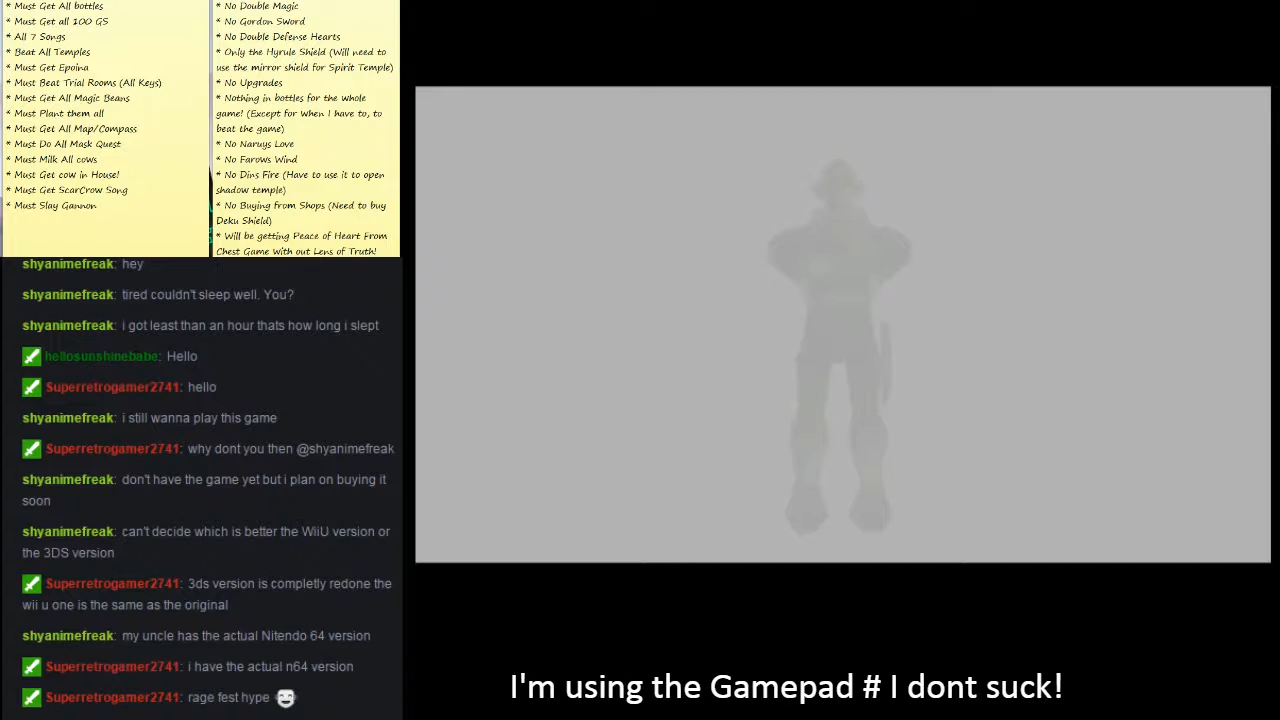 * Must Get All bottles
* Must Get all 100 GS
* All 7 Songs
* Beat All Temples
* Must Get Epoina
* Must Beat Trial Rooms (All Keys)
* Must Get All Magic Beans
* Must Plant them all
* Must Get All Map/Compass
* Must Do All Mask Quest
* Must Milk All cows
* Must Get cow in House!
* Must Get ScarCrow Song
* Must Slay Gannon
* No Double Magic
* No Gordon Sword
* No Double Defense Hearts
* Only the Hyrule Shield (Will need to
use the mirror shield for Spirit Temple)
* No Upgrades
* Nothing in bottles for the whole
game! (Except for when I have to, to
beat the game)
* No Naruys Love
* No Farows Wind
* No Dins Fire (Have to use it to open
shadow temple)
* No Buying from Shops (Need to buy
Deku Shield)
* Will be getting Peace of Heart From
Chest Game With out Lens of Truth!
shyanimefreak: hey
shyanimefreak: tired couldn't sleep well. You?
shyanimefreak: i got least than an hour thats how long i slept
hellosunshinebabe: Hello
Superretrogamer2741: hello
shyanimefreak: i still wanna play this game
Superretrogamer2741: why dont you then @shyanimefreak
shyanimefreak: don't have the game yet but i plan on buying it
soon
shyanimefreak: can't decide which is better the WiiU version or
the 3DS version
Superretrogamer2741: 3ds version is completly redone the
wii u one is the same as the original
shyanimefreak: my uncle has the actual Nitendo 64 version
Superretrogamer2741: i have the actual n64 version
Superretrogamer2741: rage fest hype
I'm using the Gamepad # I dont suck!